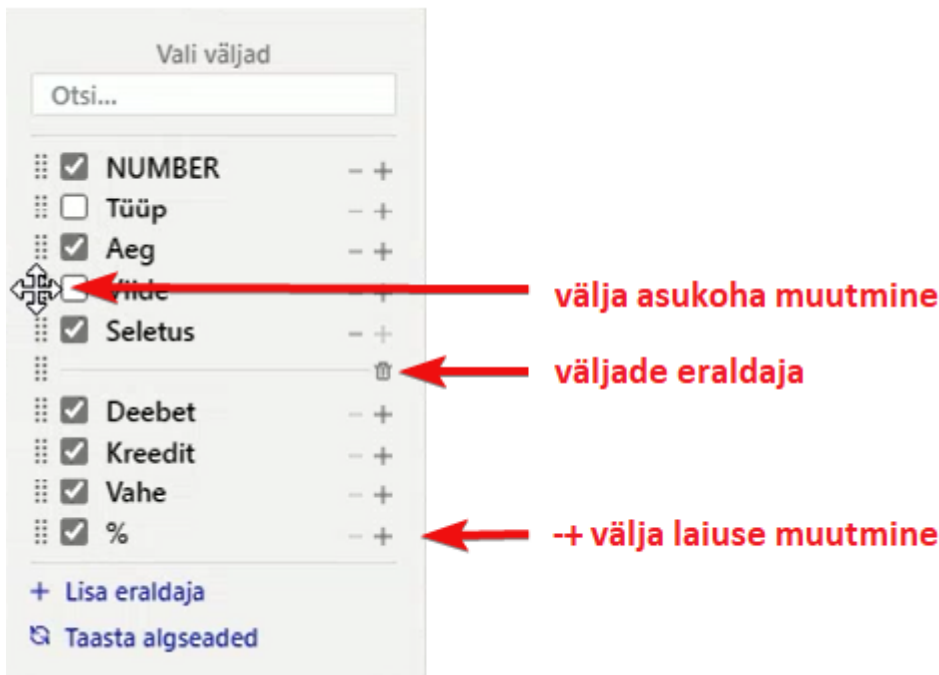 Vali väljad
Otsi...
NUMBER - +
Tüüp - +
Aeg - +
Viide - +
välja asukoha muutmine
Seletus - +
väljade eraldaja
Deebet - +
Kreedit - +
Vahe - +
% - +
-+ välja laiuse muutmine
+ Lisa eraldaja
Taasta algseaded